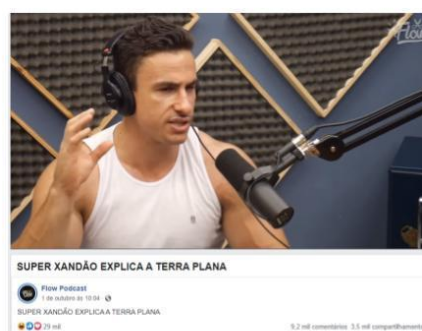 Flow
SUPER XANDÃO EXPLICA A TERRA PLANA
Flow Podcast
1 de outubro às 10:04
SUPER XANDÃO EXPLICA A TERRA PLANA
29 mil
9,2 mil comentários 3,5 mil compartilhamentos